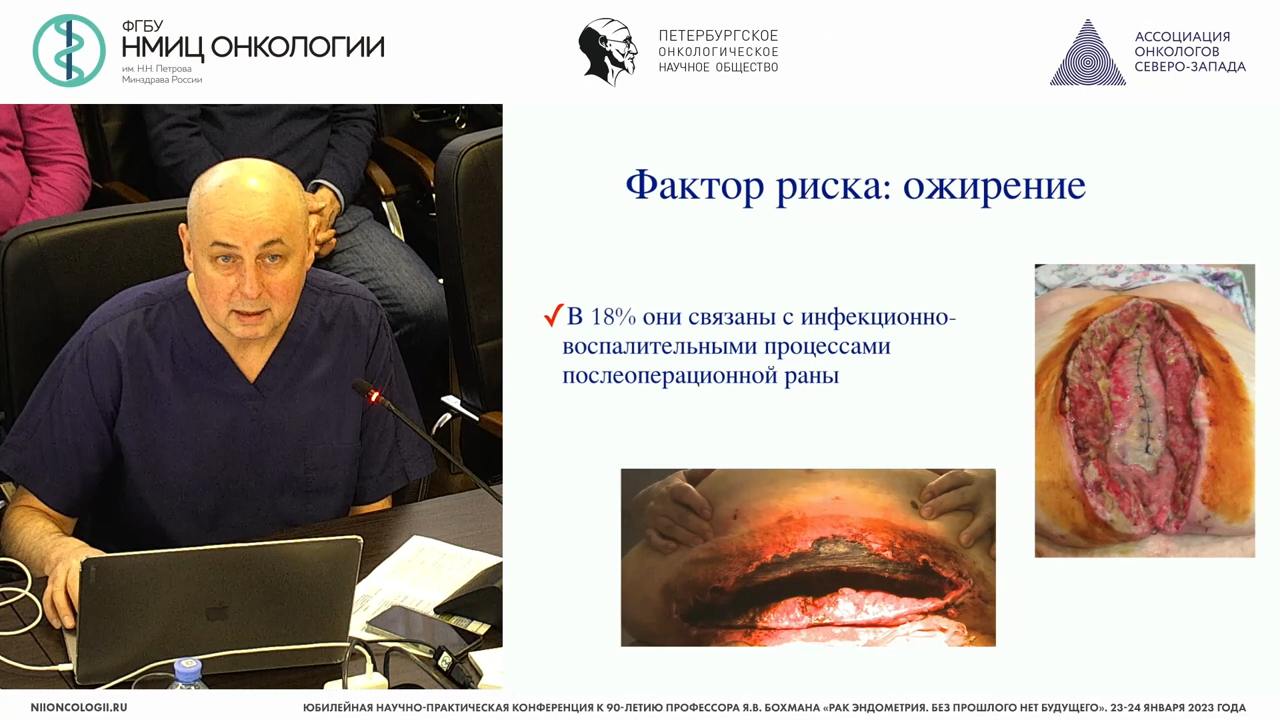 ФГБУ
НМИЦ ОНКОЛОГИИ
им. Н.Н. Петрова
Минздрава России
ПЕТЕРБУРГСКОЕ
ОНКОЛОГИЧЕСКОЕ
НАУЧНОЕ ОБЩЕСТВО
АССОЦИАЦИЯ
ОНКОЛОГОВ
СЕВЕРО-ЗАПАДА
Фактор риска: ожирение
В 18% они связаны с инфекционно-
воспалительными процессами
послеоперационной раны
NIIONCOLOGII.RU
ЮБИЛЕЙНАЯ НАУЧНО-ПРАКТИЧЕСКАЯ КОНФЕРЕНЦИЯ К 90-ЛЕТИЮ ПРОФЕССОРА Я.В. БОХМАНА «РАК ЭНДОМЕТРИЯ. БЕЗ ПРОШЛОГО НЕТ БУДУЩЕГО». 23-24 ЯНВАРЯ 2023 ГОДА